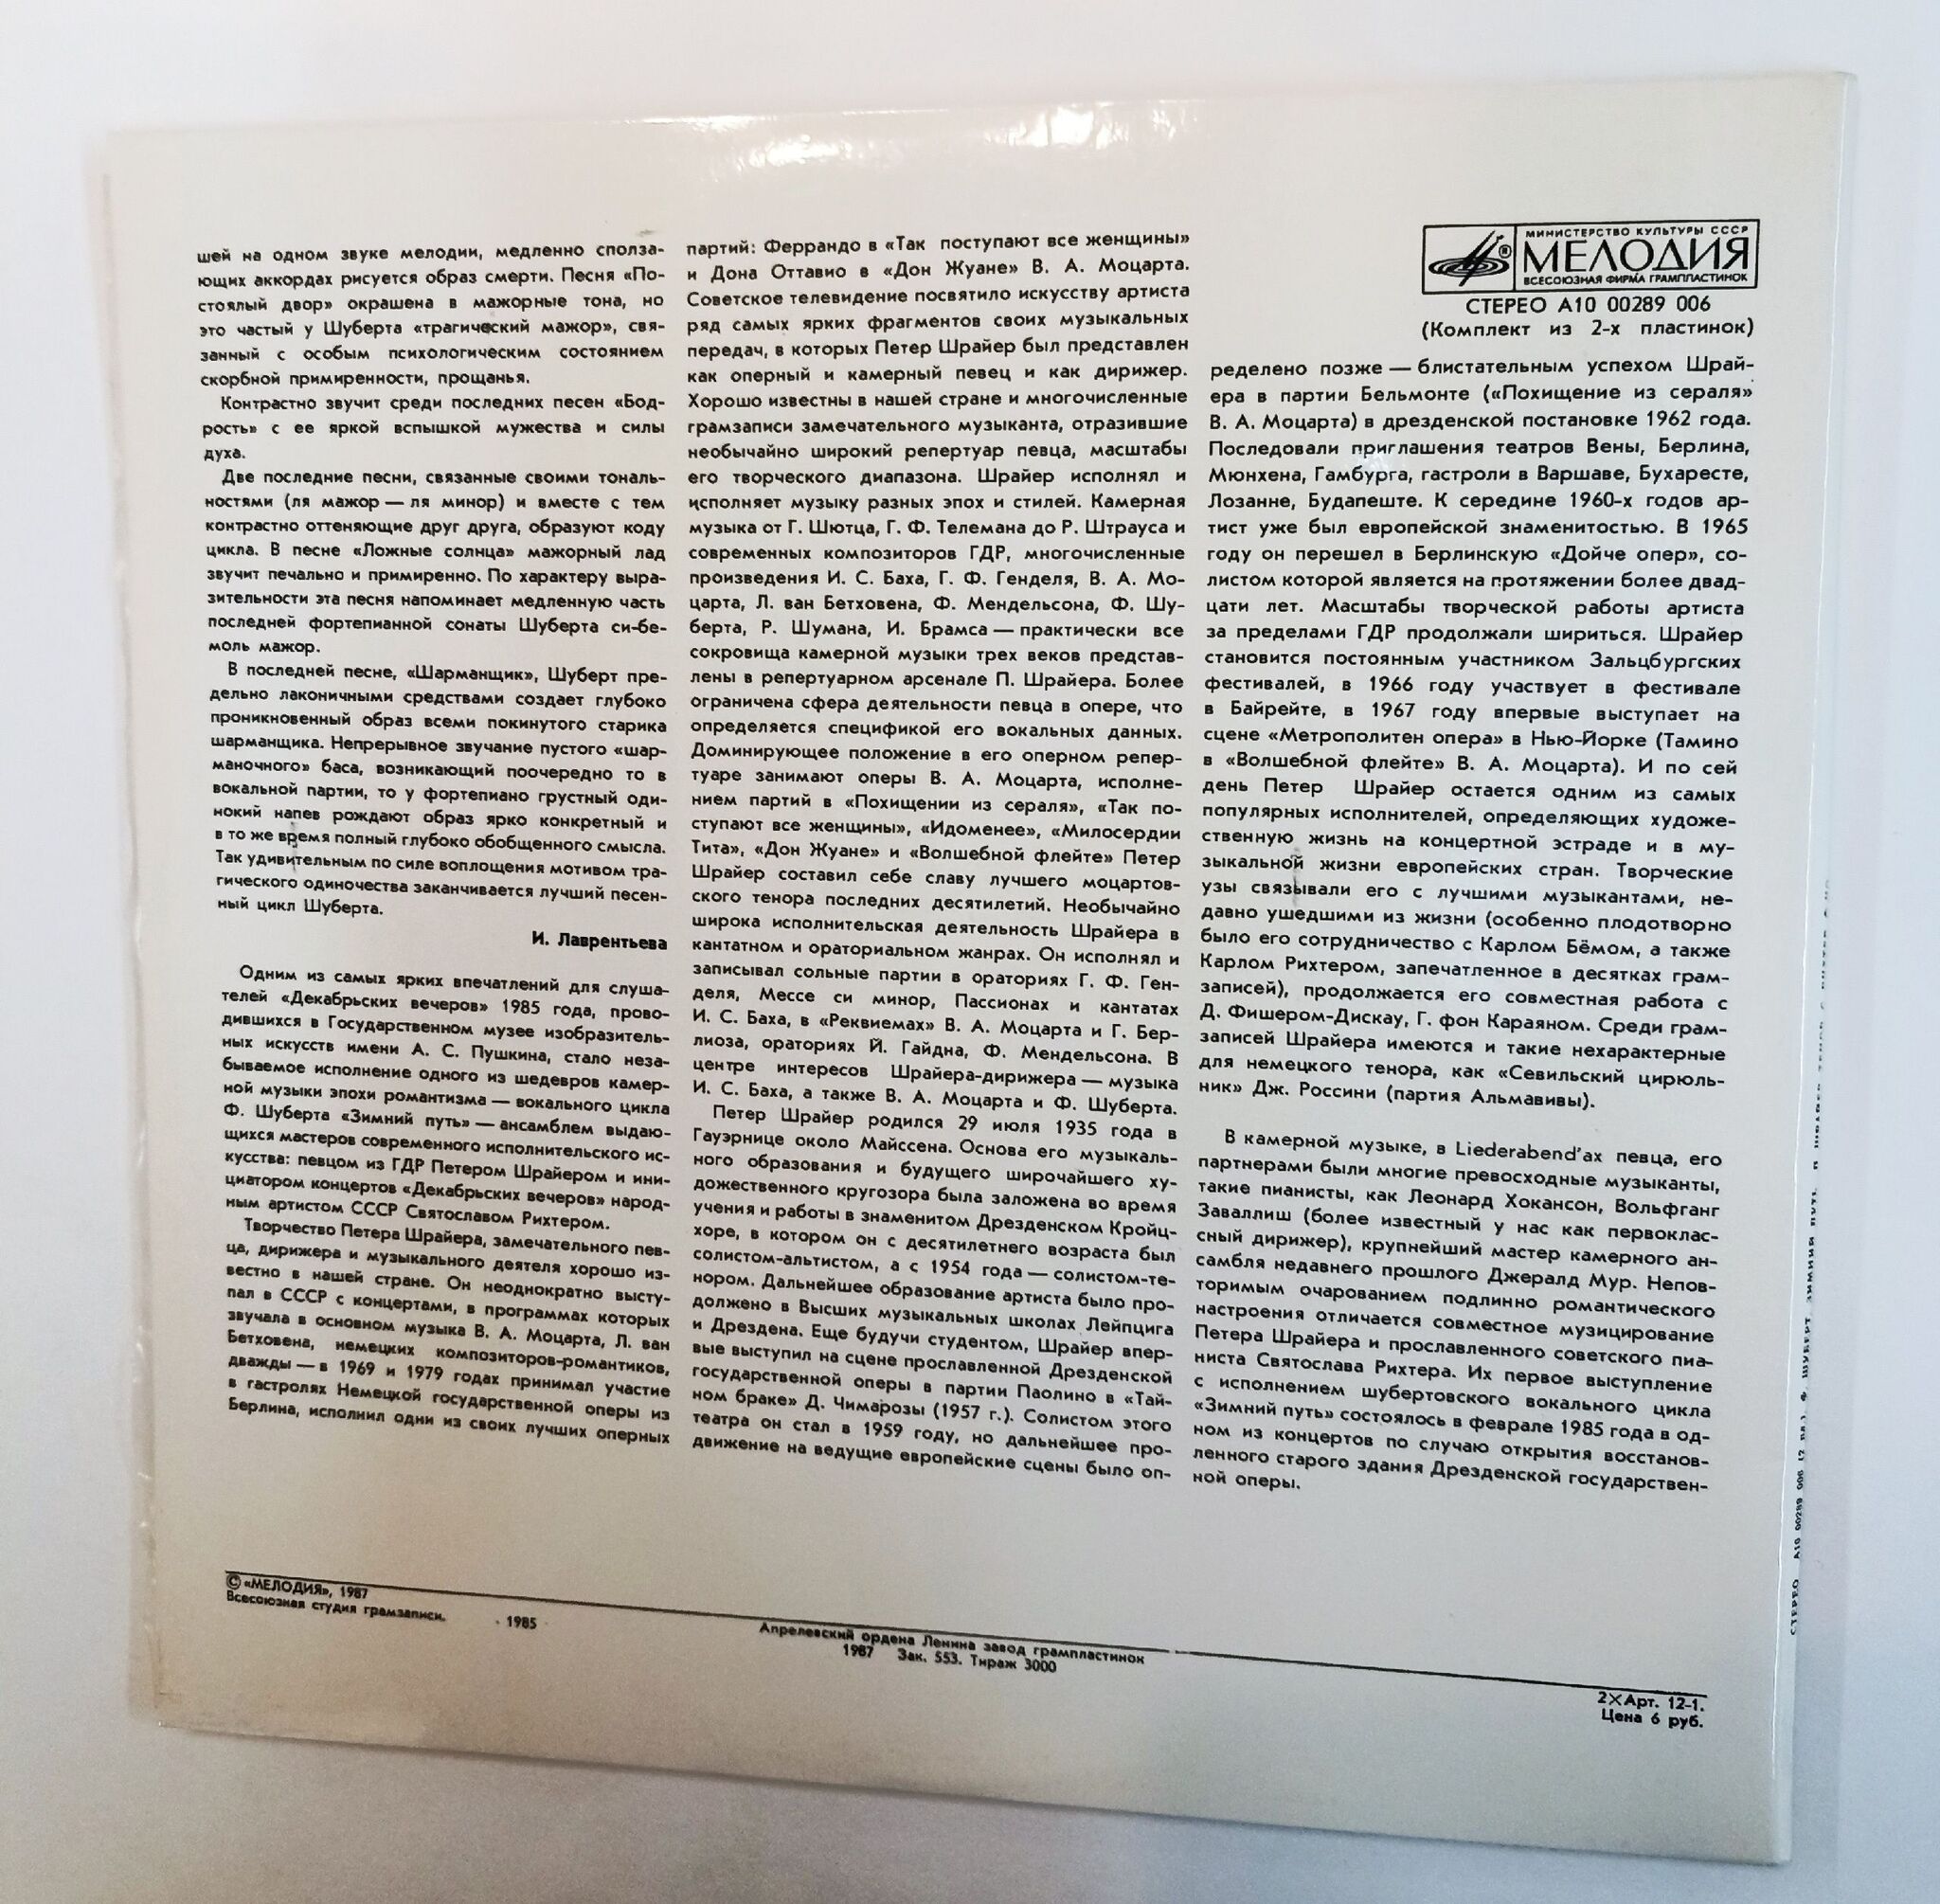 шей на одном звуке мелодии, медленно сполза-
ющих аккордах рисуется образ смерти. Песня «По-
стоялый двор» окрашена в мажорные тона, но
это частый у Шуберта «трагический мажор», свя-
занный с особым психологическим состоянием
скорбной примиренности, прощанья.
Контрастно звучит среди последних песен «Бод-
рость» с ее яркой вспышкой мужества и силы
духа.
Две последние песни, связанные своими тональ-
ностями (ля мажор — ля минор) и вместе с тем
контрастно оттеняющие друг друга, образуют коду
цикла. В песне «Ложные солнца» мажорный лад
звучит печально и примиренно. По характеру выра-
зительности эта песня напоминает медленную часть
последней фортепианной сонаты Шуберта си-бе-
моль мажор.
В последней песне, «Шарманщик», Шуберт пре-
дельно лаконичными средствами создает глубоко
проникновенный образ всеми покинутого старика
шарманщика. Непрерывное звучание пустого «шар-
маночного» баса, возникающий поочередно то в
вокальной партии, то у фортепиано грустный оди-
нокий напев рождают образ ярко конкретный и
в то же время полный глубоко обобщенного смысла.
Так удивительным по силе воплощения мотивом тра-
гического одиночества заканчивается лучший песен-
ный цикл Шуберта.
И. Лаврентьева
Одним из самых ярких впечатлений для слуша-
телей «Декабрьских вечеров» 1985 года, прово-
дившихся в Государственном музее изобразитель-
ных искусств имени А. С. Пушкина, стало неза-
бываемое исполнение одного из шедевров камер-
ной музыки эпохи романтизма — вокального цикла
Ф. Шуберта «Зимний путь» — ансамблем выдаю-
щихся мастеров современного исполнительского ис-
кусства: певцом из ГДР Петером Шрайером и ини-
циатором концертов «Декабрьских вечеров» народ-
ным артистом СССР Святославом Рихтером.
Творчество Петера Шрайера, замечательного пев-
ца, дирижера и музыкального деятеля хорошо из-
вестно в нашей стране. Он неоднократно высту-
пал в СССР с концертами, в программах которых
звучала в основном музыка В. А. Моцарта, Л. ван
Бетховена, немецких композиторов-романтиков,
дважды — в 1969 и 1979 годах принимал участие
в гастролях Немецкой государственной оперы из
Берлина, исполнил одни из своих лучших оперных
партий: Феррандо в «Так поступают все женщины»
и Дона Оттавио в «Дон Жуане» В. А. Моцарта.
Советское телевидение посвятило искусству артиста
ряд самых ярких фрагментов своих музыкальных
передач, в которых Петер Шрайер был представлен
как оперный и камерный певец и как дирижер.
Хорошо известны в нашей стране и многочисленные
грамзаписи замечательного музыканта, отразившие
необычайно широкий репертуар певца, масштабы
его творческого диапазона. Шрайер исполнял и
исполняет музыку разных эпох и стилей. Камерная
музыка от Г. Шютца, Г. Ф. Телемана до Р. Штрауса и
современных композиторов ГДР, многочисленные
произведения И. С. Баха, Г. Ф. Генделя, В. А. Мо-
царта, Л. ван Бетховена, Ф. Мендельсона, Ф. Шу-
берта, Р. Шумана, И. Брамса — практически все
сокровища камерной музыки трех веков представ-
лены в репертуарном арсенале П. Шрайера. Более
ограничена сфера деятельности певца в опере, что
определяется спецификой его вокальных данных.
Доминирующее положение в его оперном репер-
туаре занимают оперы В. А. Моцарта, исполне-
нием партий в «Похищении из сераля», «Так по-
ступают все женщины», «Идоменее», «Милосердии
Тита», «Дон Жуане» и «Волшебной флейте» Петер
Шрайер составил себе славу лучшего моцартов-
ского тенора последних десятилетий. Необычайно
широка исполнительская деятельность Шрайера в
кантатном и ораториальном жанрах. Он исполнял и
записывал сольные партии в ораториях Г. Ф. Ген-
деля, Мессе си минор, Пассионах и кантатах
И. С. Баха, в «Реквиемах» В. А. Моцарта и Г. Бер-
лиоза, ораториях Й. Гайдна, Ф. Мендельсона. В
центре интересов Шрайера-дирижера — музыка
И. С. Баха, а также В. А. Моцарта и Ф. Шуберта.
Петер Шрайер родился 29 июля 1935 года в
Гауэрнице около Майссена. Основа его музыкаль-
ного образования и будущего широчайшего ху-
дожественного кругозора была заложена во время
учения и работы в знаменитом Дрезденском Кройц-
хоре, в котором он с десятилетнего возраста был
солистом-альтистом, а с 1954 года — солистом-те-
нором. Дальнейшее образование артиста было про-
должено в Высших музыкальных школах Лейпцига
и Дрездена. Еще будучи студентом, Шрайер впер-
вые выступил на сцене прославленной Дрезденской
государственной оперы в партии Паолино в «Тай-
ном браке» Д. Чимарозы (1957 г.). Солистом этого
театра он стал в 1959 году, но дальнейшее про-
движение на ведущие европейские сцены было оп-
МИНИСТЕРСТВО КУЛЬТУРЫ СССР
МЕЛОДИЯ
ВСЕСОЮЗНАЯ ФИРМА ГРАМПЛАСТИНОК
СТЕРЕО А10 00289 006
(Комплект из 2-х пластинок)
ределено позже — блистательным успехом Шрай-
ера в партии Бельмонте («Похищение из сераля»
В. А. Моцарта) в дрезденской постановке 1962 года.
Последовали приглашения театров Вены, Берлина,
Мюнхена, Гамбурга, гастроли в Варшаве, Бухаресте,
Лозанне, Будапеште. К середине 1960-х годов ар-
тист уже был европейской знаменитостью. В 1965
году он перешел в Берлинскую «Дойче опер», со-
листом которой является на протяжении более двад-
цати лет. Масштабы творческой работы артиста
за пределами ГДР продолжали шириться. Шрайер
становится постоянным участником Зальцбургских
фестивалей, в 1966 году участвует в фестивале
в Байрейте, в 1967 году впервые выступает на
сцене «Метрополитен опера» в Нью-Йорке (Тамино
в «Волшебной флейте» В. А. Моцарта). И по сей
день Петер Шрайер остается одним из самых
популярных исполнителей, определяющих художе-
ственную жизнь на концертной эстраде и в му-
зыкальной жизни европейских стран. Творческие
узы связывали его с лучшими музыкантами, не-
давно ушедшими из жизни (особенно плодотворно
было его сотрудничество с Карлом Бёмом, а также
Карлом Рихтером, запечатленное в десятках грам-
записей), продолжается его совместная работа с
Д. Фишером-Дискау, Г. фон Караяном. Среди грам-
записей Шрайера имеются и такие нехарактерные
для немецкого тенора, как «Севильский цирюль-
ник» Дж. Россини (партия Альмавивы).
В камерной музыке, в Liederabend'ах певца, его
партнерами были многие превосходные музыканты,
такие пианисты, как Леонард Хокансон, Вольфганг
Заваллиш (более известный у нас как первоклас-
сный дирижер), крупнейший мастер камерного ан-
самбля недавнего прошлого Джеральд Мур. Непов-
торимым очарованием подлинно романтического
настроения отличается совместное музицирование
Петера Шрайера и прославленного советского пиа-
ниста Святослава Рихтера. Их первое выступление
с исполнением шубертовского вокального цикла
«Зимний путь» состоялось в феврале 1985 года в од-
ном из концертов по случаю открытия восстанов-
ленного старого здания Дрезденской государствен-
ной оперы.
© «МЕЛОДИЯ», 1987
Всесоюзная студия грамзаписи. 1985
Апрелевский ордена Ленина завод грампластинок
1987 Зак. 553. Тираж 3000
2×Арт. 12-1.
Цена 6 руб.
СТЕРЕО А10 00289 006 Ф. ШУБЕРТ. ЗИМНИЙ ПУТЬ.